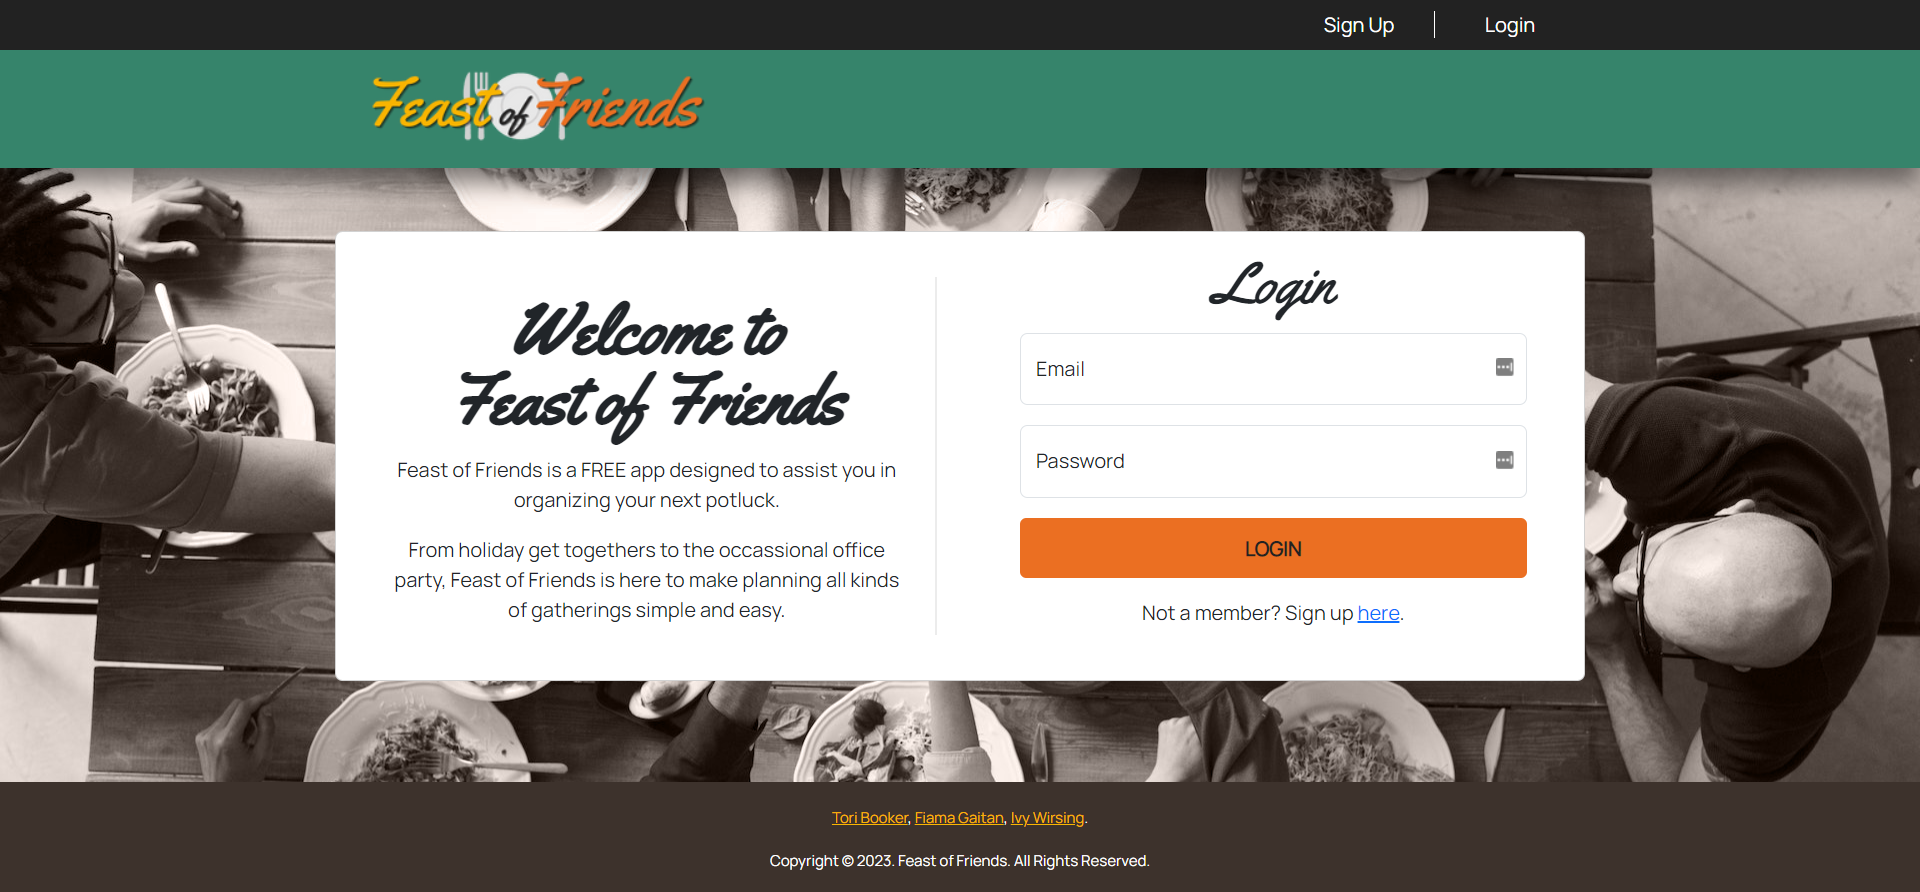 Sign Up
Login
Feast of Friends
Welcome to
Feast of Friends
Feast of Friends is a FREE app designed to assist you in
organizing your next potluck.
From holiday get togethers to the occassional office
party, Feast of Friends is here to make planning all kinds
of gatherings simple and easy.
Login
Email
Password
LOGIN
Not a member? Sign up here.
Tori Booker, Fiama Gaitan, Ivy Wirsing.
Copyright © 2023. Feast of Friends. All Rights Reserved.